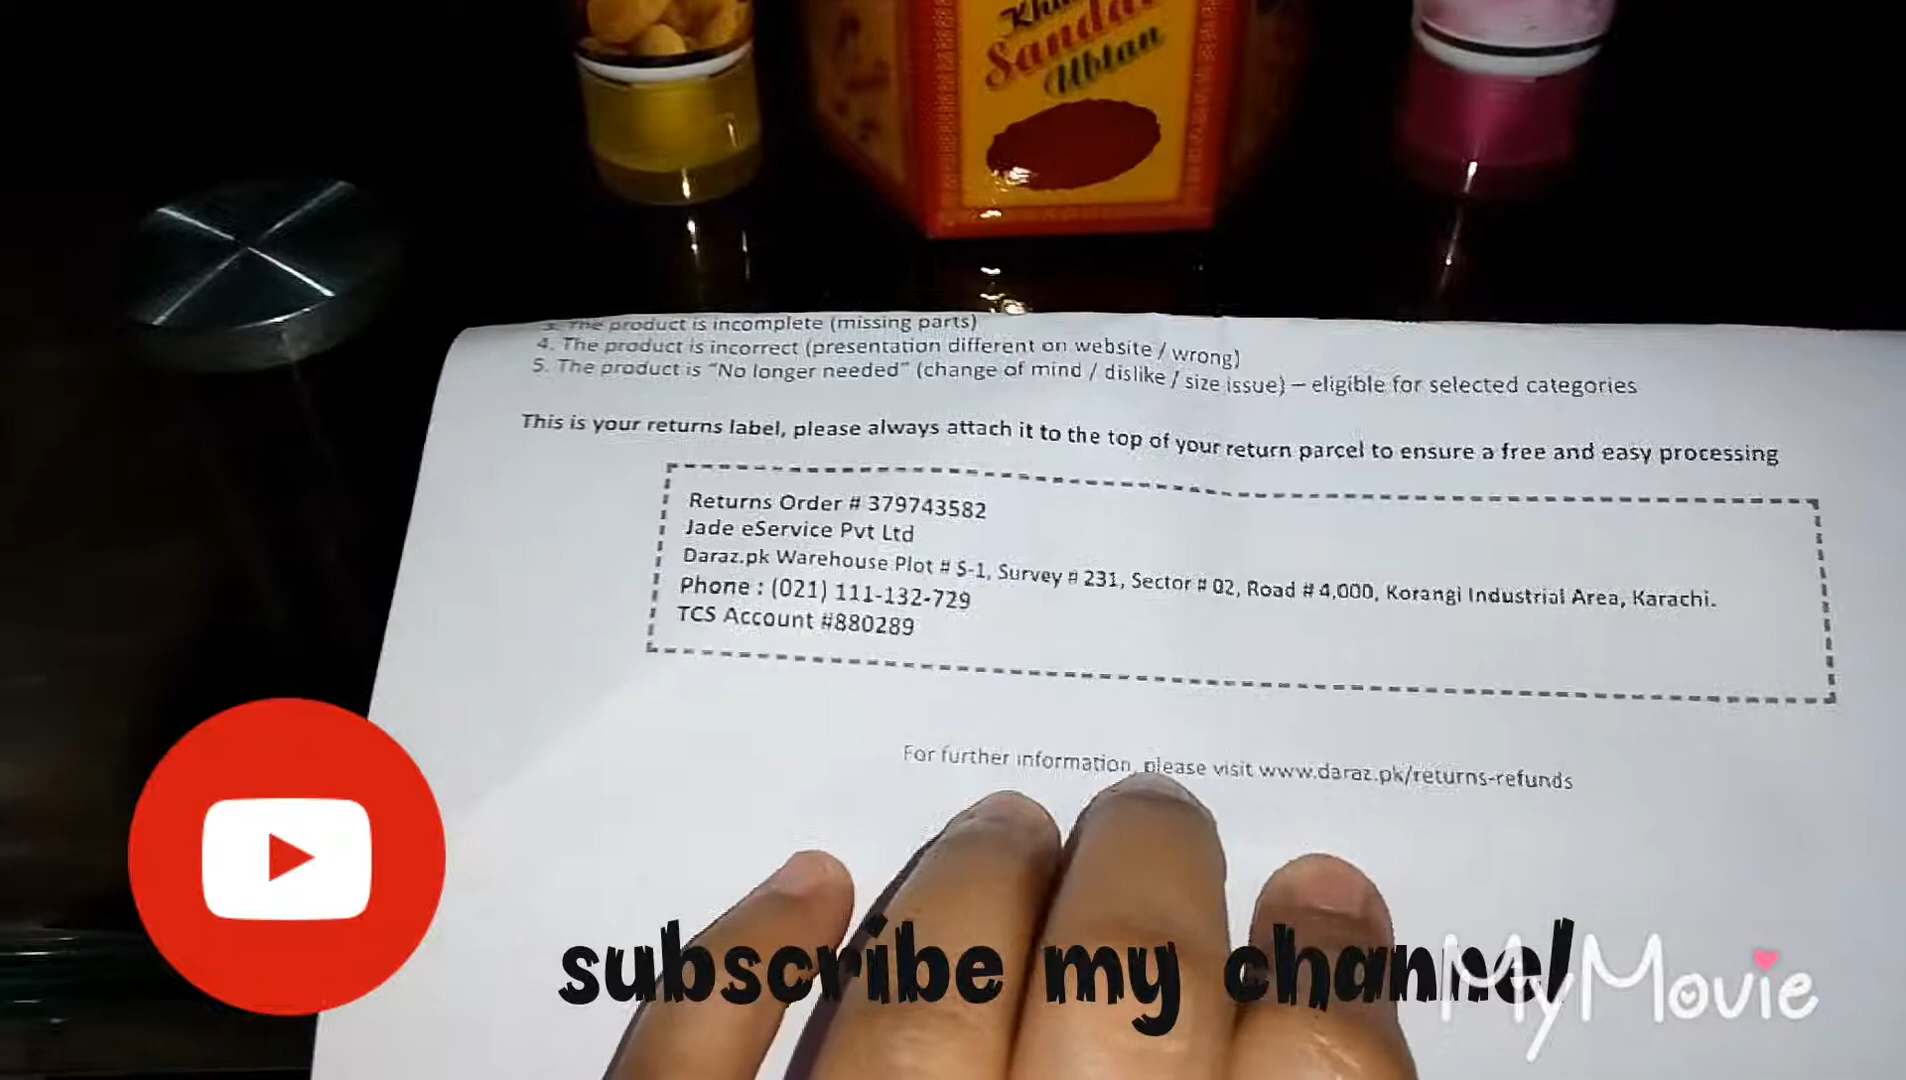 Sandal
Ubtan
3. The product is incomplete (missing parts)
4. The product is incorrect (presentation different on website / wrong)
5. The product is “No longer needed” (change of mind / dislike / size issue) – eligible for selected categories
This is your returns label, please always attach it to the top of your return parcel to ensure a free and easy processing
Returns Order # 379743582
Jade eService Pvt Ltd
Daraz.pk Warehouse Plot # S-1, Survey # 231, Sector # 02, Road # 4,000, Korangi Industrial Area, Karachi.
Phone : (021) 111-132-729
TCS Account #880289
For further information, please visit www.daraz.pk/returns-refunds
subscribe my channel
MyMovie